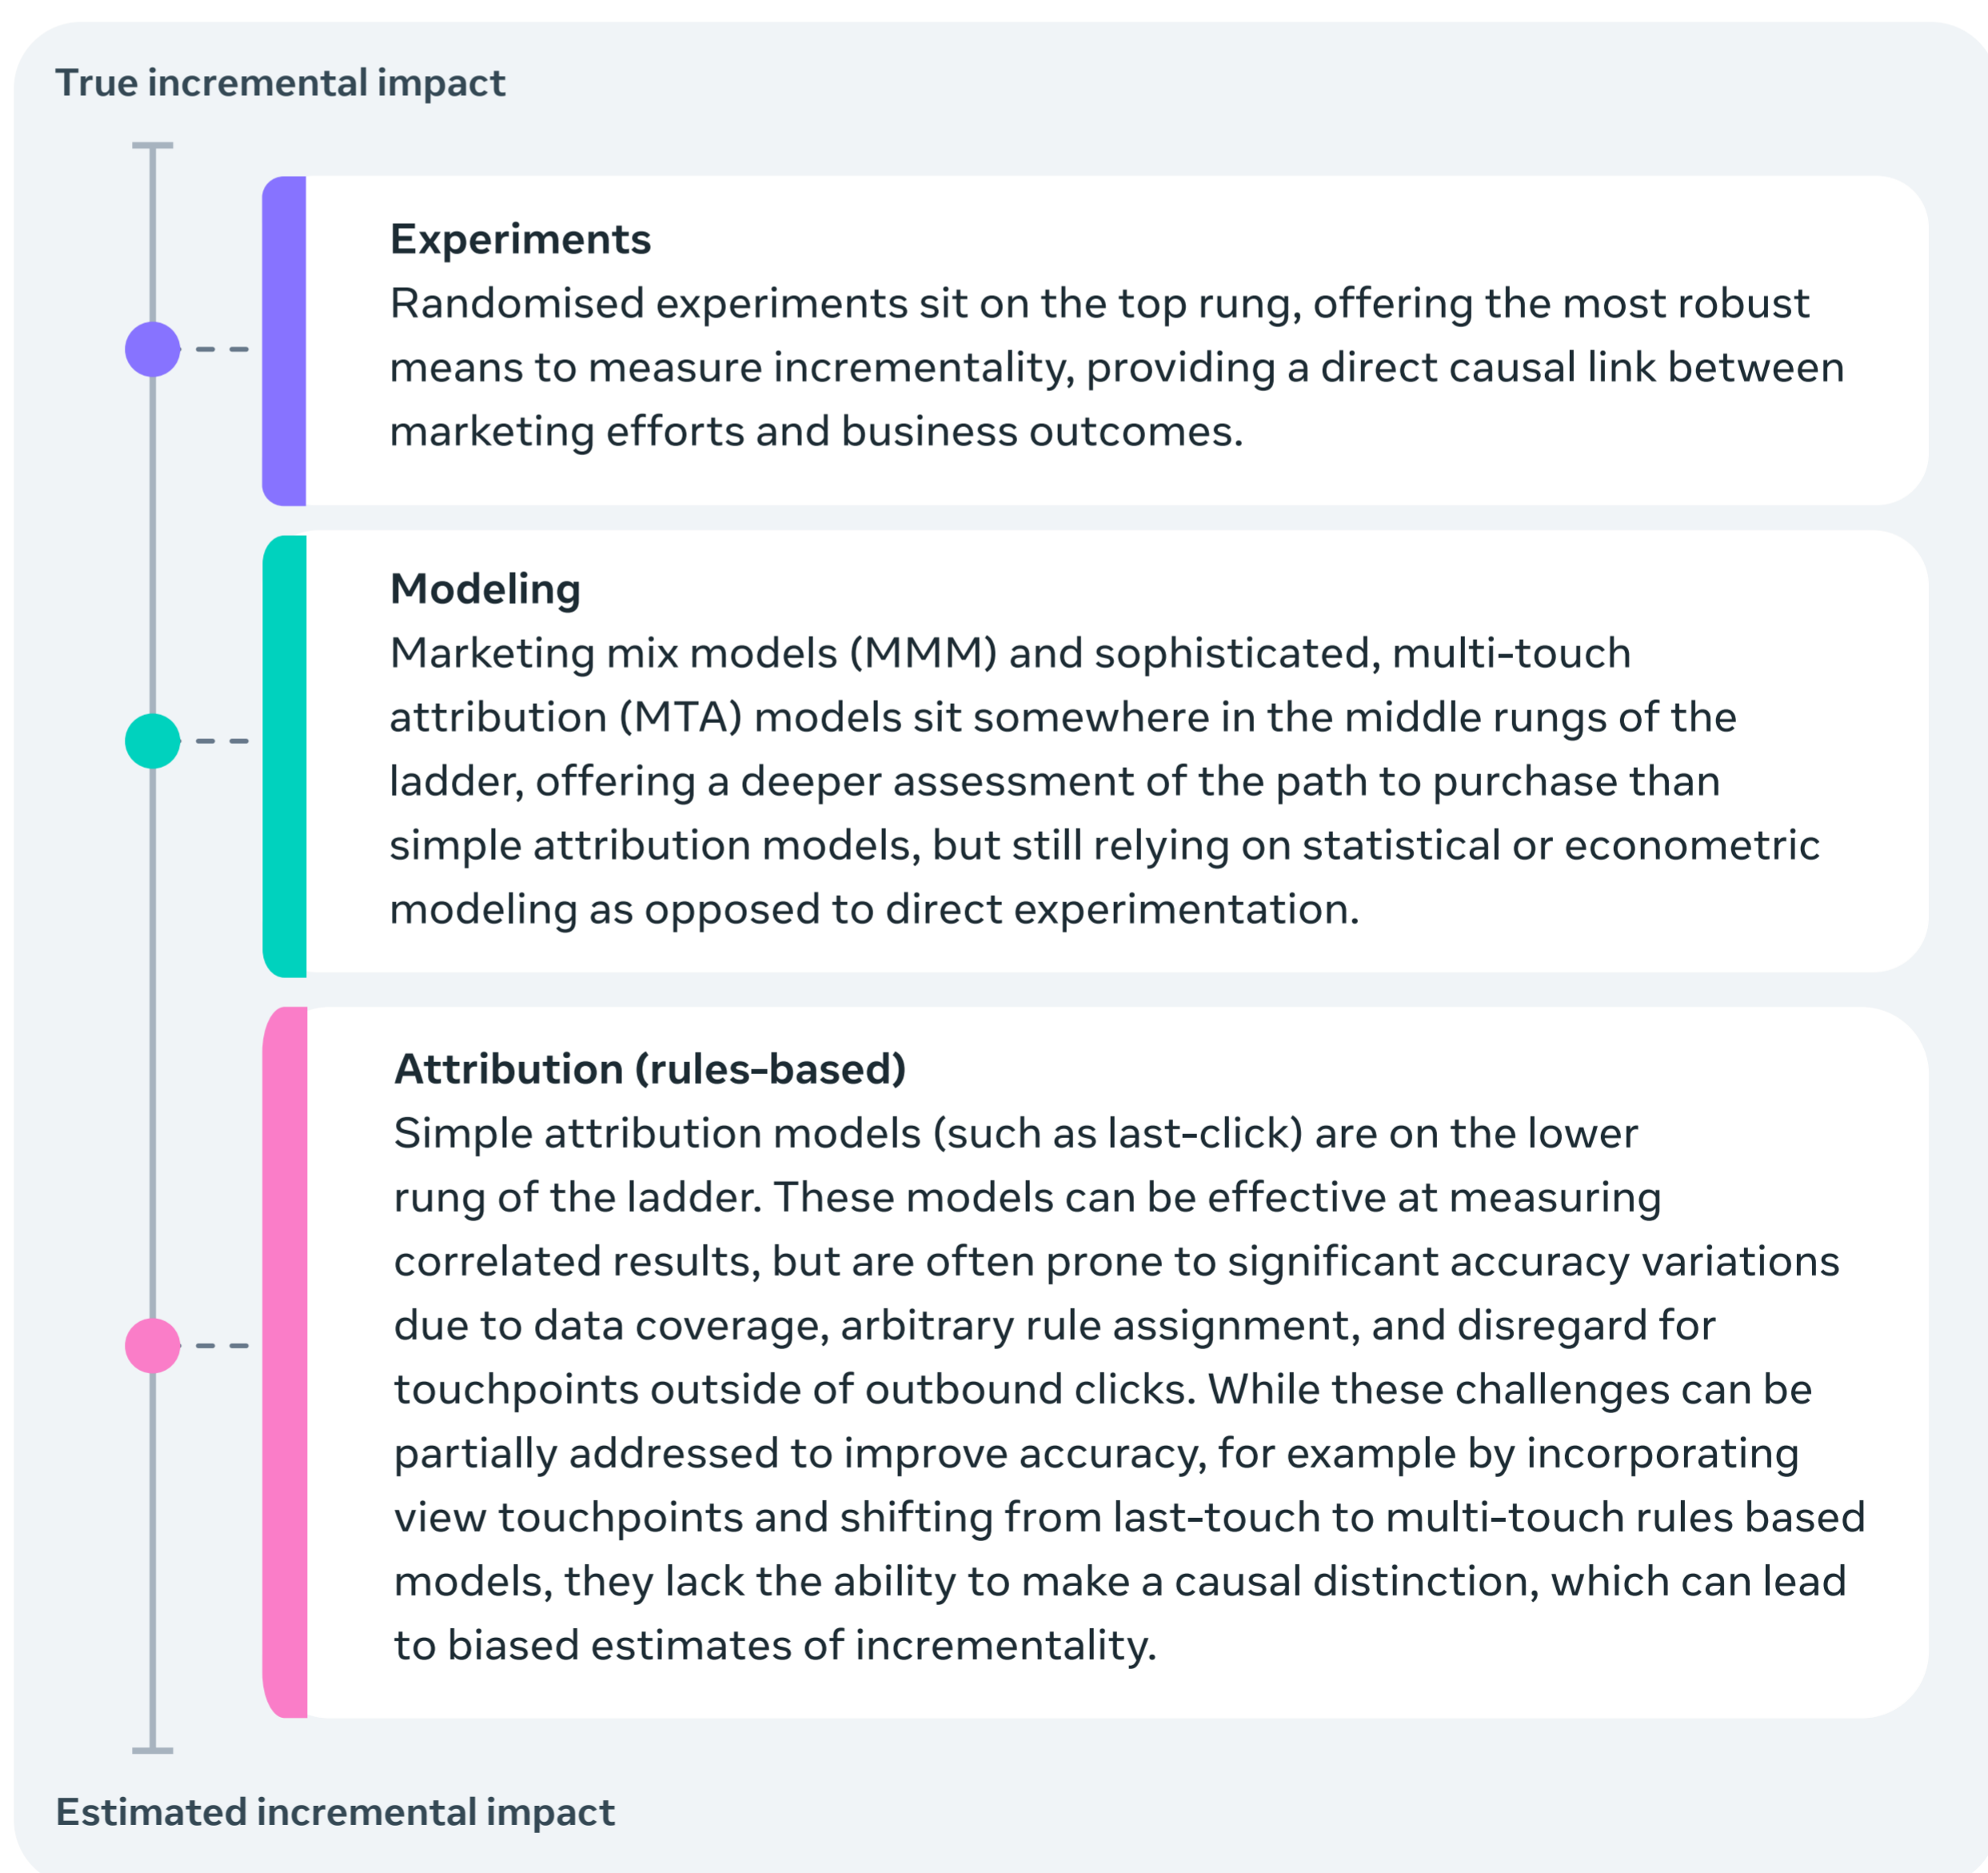 True incremental impact
Experiments
Randomised experiments sit on the top rung, offering the most robust
means to measure incrementality, providing a direct causal link between
marketing efforts and business outcomes.
Modeling
Marketing mix models (MMM) and sophisticated, multi-touch
attribution (MTA) models sit somewhere in the middle rungs of the
ladder, offering a deeper assessment of the path to purchase than
simple attribution models, but still relying on statistical or econometric
modeling as opposed to direct experimentation.
Attribution (rules-based)
Simple attribution models (such as last-click) are on the lower
rung of the ladder. These models can be effective at measuring
correlated results, but are often prone to significant accuracy variations
due to data coverage, arbitrary rule assignment, and disregard for
touchpoints outside of outbound clicks. While these challenges can be
partially addressed to improve accuracy, for example by incorporating
view touchpoints and shifting from last-touch to multi-touch rules based
models, they lack the ability to make a causal distinction, which can lead
to biased estimates of incrementality.
Estimated incremental impact